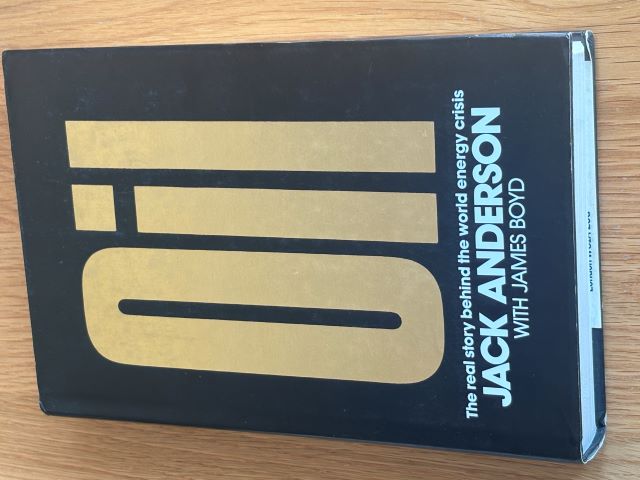 oil
The real story behind the world energy crisis
JACK ANDERSON
WITH JAMES BOYD